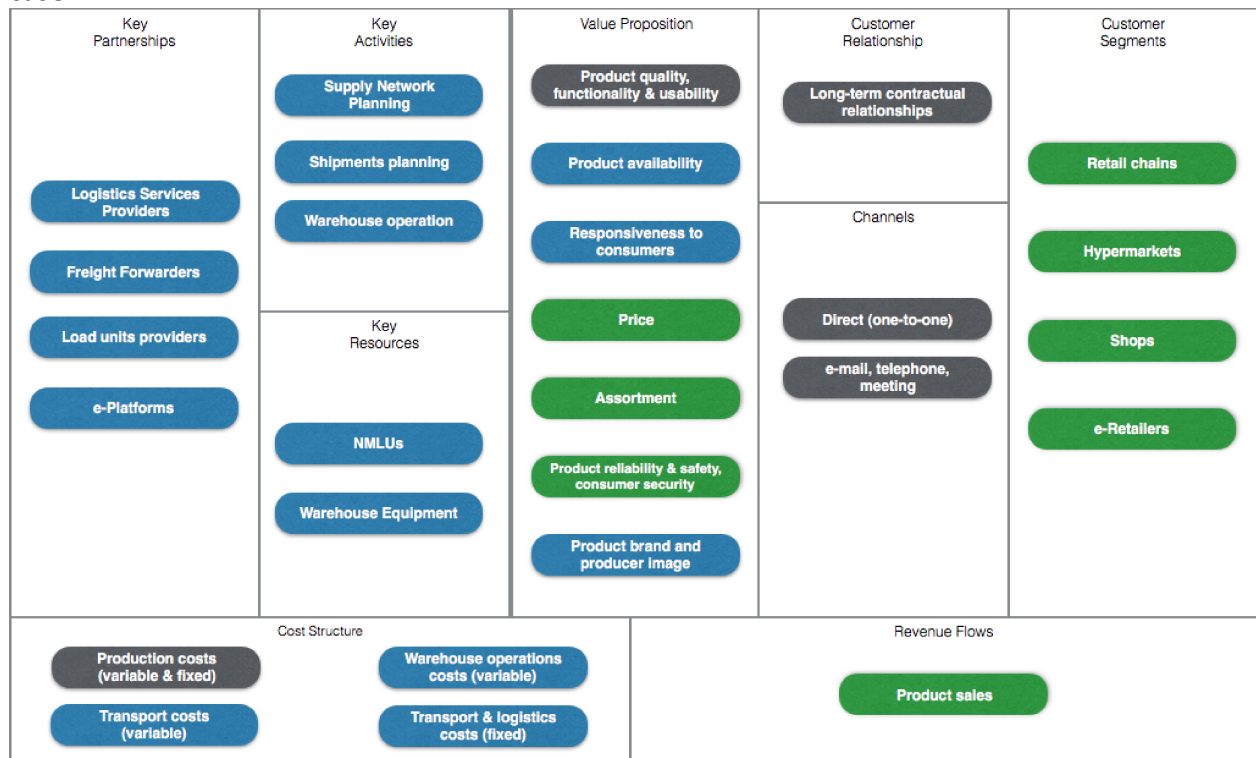 Key
Partnerships
Logistics Services
Providers
Freight Forwarders
Load units providers
e-Platforms
Key
Activities
Supply Network
Planning
Shipments planning
Warehouse operation
Key
Resources
NMLUs
Warehouse Equipment
Value Proposition
Product quality,
functionality & usability
Product availability
Responsiveness to
consumers
Price
Assortment
Product reliability & safety,
consumer security
Product brand and
producer image
Customer
Relationship
Long-term contractual
relationships
Channels
Direct (one-to-one)
e-mail, telephone,
meeting
Customer
Segments
Retail chains
Hypermarkets
Shops
e-Retailers
Cost Structure
Production costs
(variable & fixed)
Warehouse operations
costs (variable)
Transport costs
(variable)
Transport & logistics
costs (fixed)
Revenue Flows
Product sales